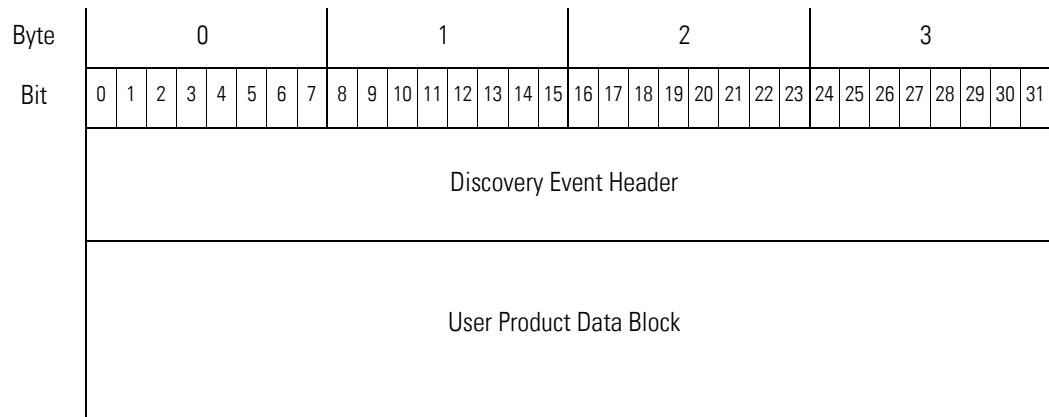 Byte 0 1 2 3
Bit 0 1 2 3 4 5 6 7 8 9 10 11 12 13 14 15 16 17 18 19 20 21 22 23 24 25 26 27 28 29 30 31
Discovery Event Header
User Product Data Block